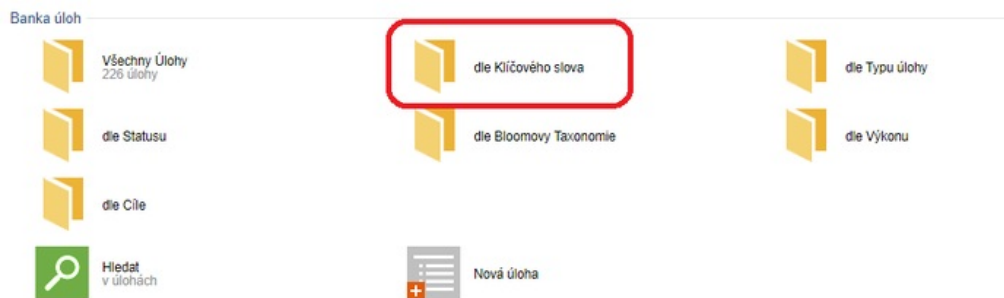 Banka úloh
Všechny Úlohy
226 úlohy
dle Klíčového slova
dle Typu úlohy
dle Statusu
dle Bloomovy Taxonomie
dle Výkonu
dle Cíle
Hledat
v úlohách
Nová úloha